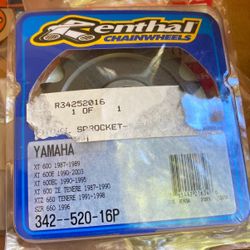 Renthal
CHAINWHEELS
R34252016
1 OF 1
SPROCKET-
YAMAHA
XT 600 1987-1989
XT 600E 1990-2003
XT 600EC 1990-1995
XT 600 ZE TENERE 1987-1990
XTZ 660 TENERE 1991-1998
SZR 660 1996
342--520-16P